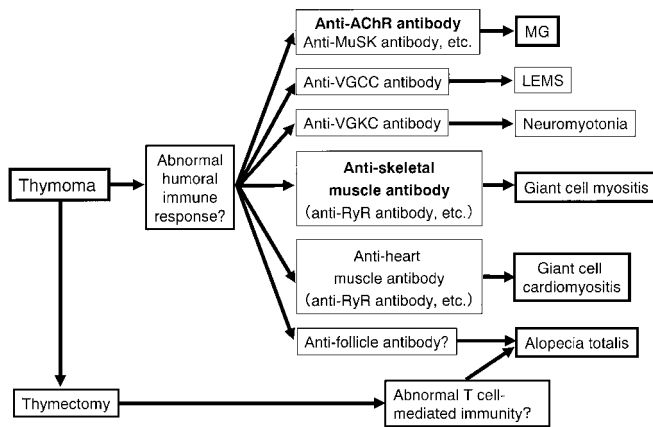 Anti-AChR antibody
Anti-MuSK antibody, etc.
MG
Anti-VGCC antibody
LEMS
Anti-VGKC antibody
Neuromyotonia
Thymoma
Abnormal
humoral
immune
response?
Anti-skeletal
muscle antibody
(anti-RyR antibody, etc.)
Giant cell myositis
Anti-heart
muscle antibody
(anti-RyR antibody, etc.)
Giant cell
cardiomyositis
Anti-follicle antibody?
Alopecia totalis
Thymectomy
Abnormal T cell-
mediated immunity?